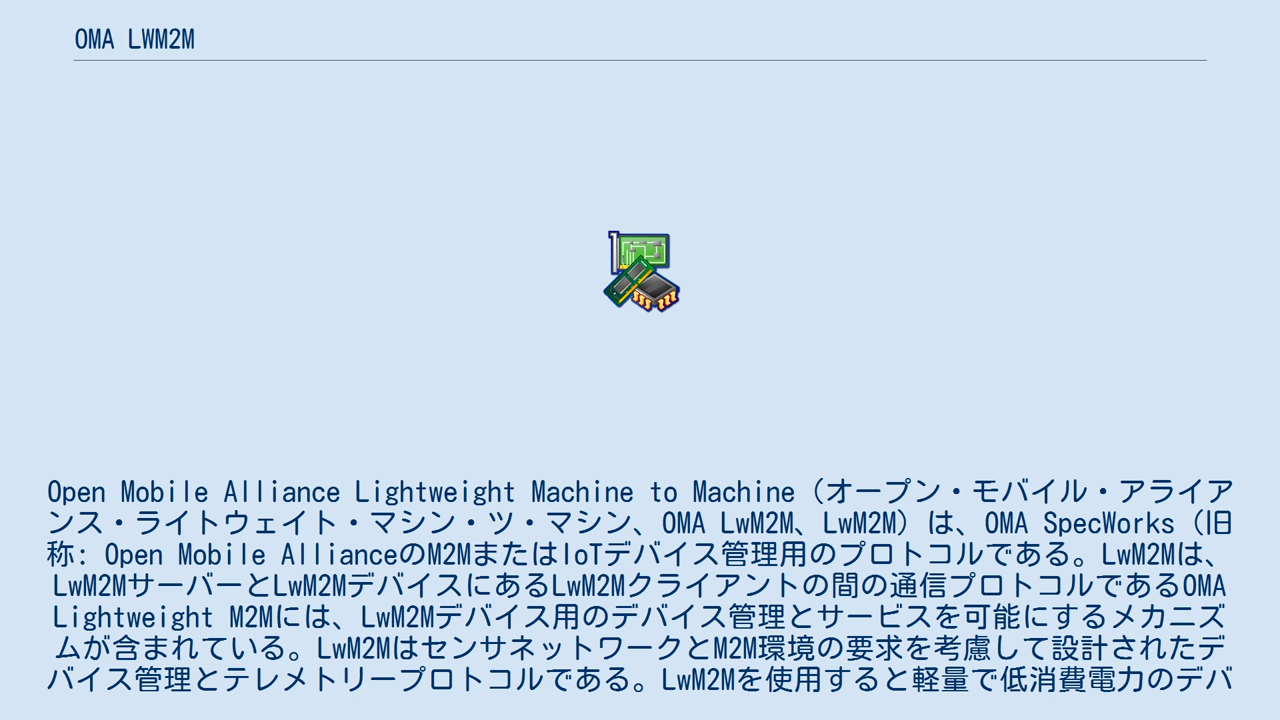 OMA LWM2M
Open Mobile Alliance Lightweight Machine to Machine（オープン・モバイル・アライア
ンス・ライトウェイト・マシン・ツ・マシン、OMA LwM2M、LwM2M）は、OMA SpecWorks（旧
称: Open Mobile AllianceのM2MまたはIoTデバイス管理用のプロトコルである。LwM2Mは、
LwM2MサーバーとLwM2MデバイスにあるLwM2Mクライアントの間の通信プロトコルであるOMA
Lightweight M2Mには、LwM2Mデバイス用のデバイス管理とサービスを可能にするメカニズ
ムが含まれている。LwM2MはセンサネットワークとM2M環境の要求を考慮して設計されたデ
バイス管理とテレメトリープロトコルである。LwM2Mを使用すると軽量で低消費電力のデバ